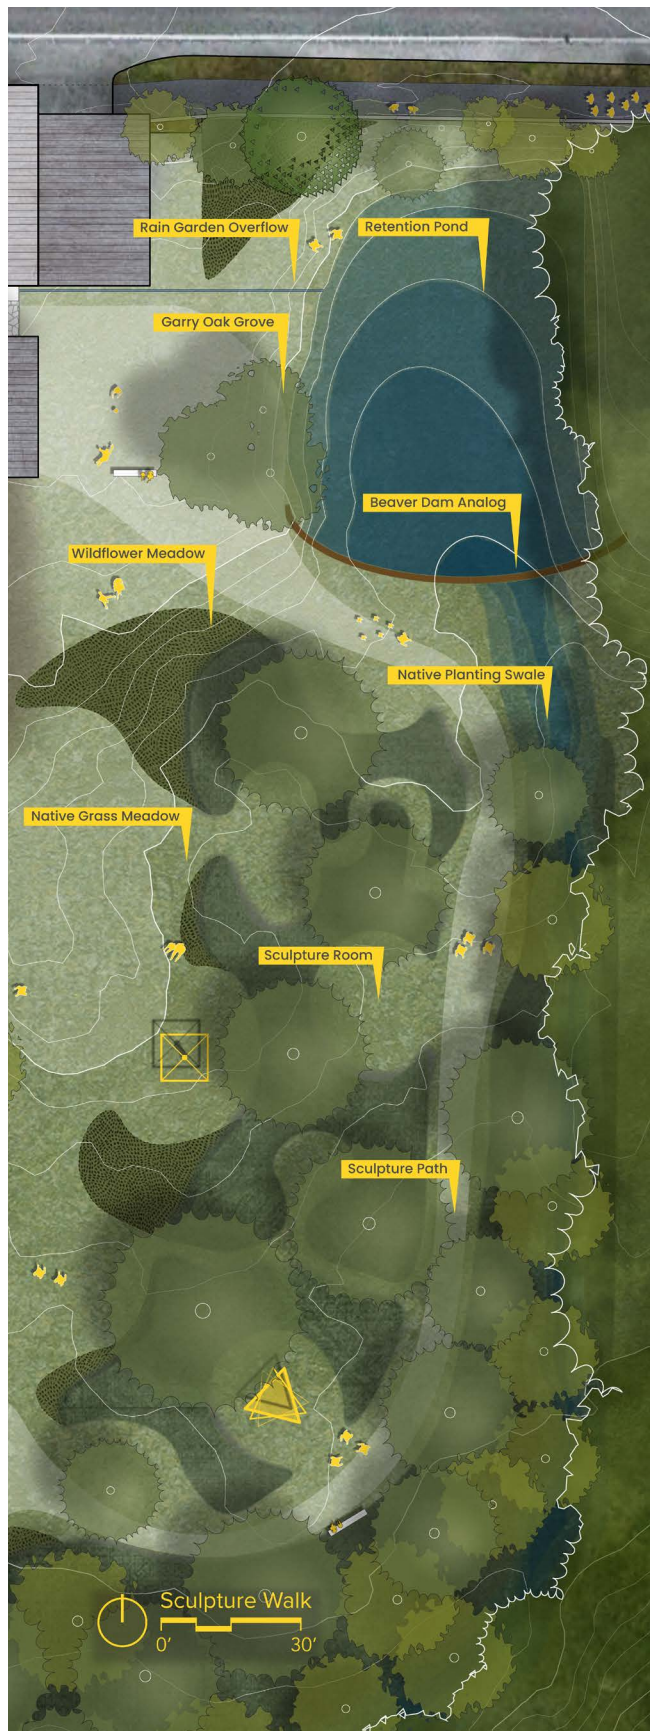 Rain Garden Overflow
Retention Pond
Garry Oak Grove
Beaver Dam Analog
Wildflower Meadow
Native Planting Swale
Native Grass Meadow
Sculpture Room
Sculpture Path
Sculpture Walk
0’
30’